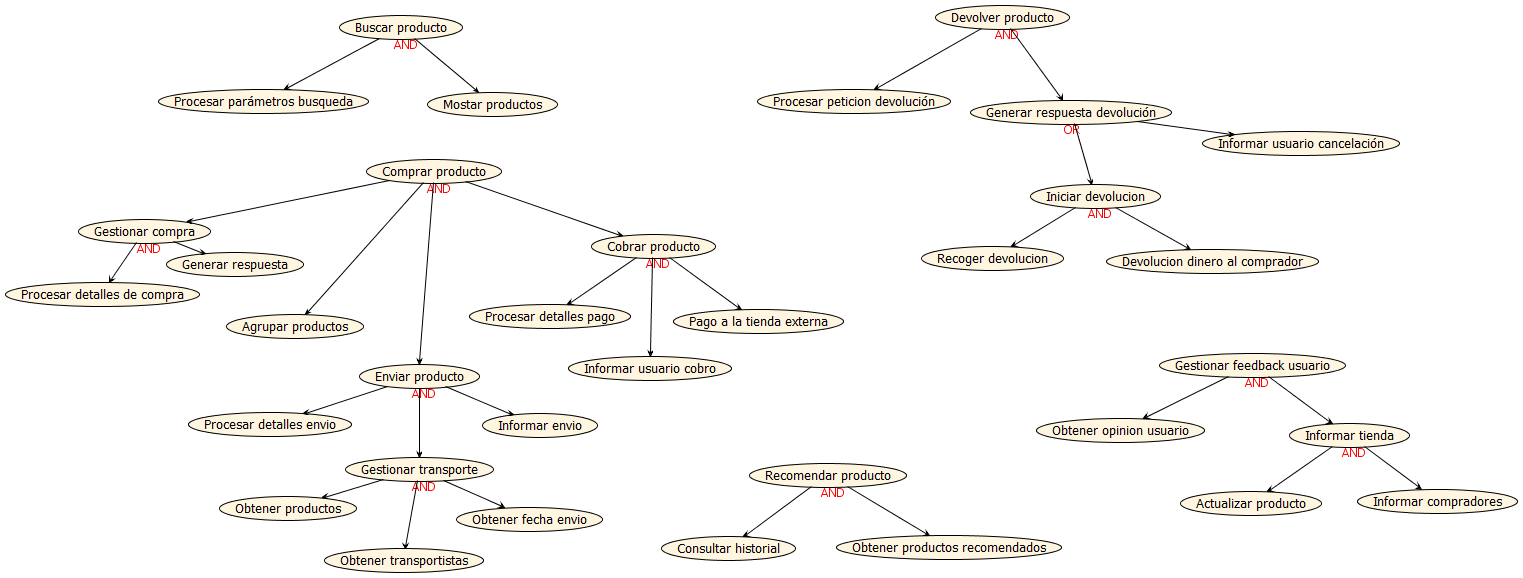 Buscar producto
AND
Procesar parámetros busqueda
Mostar productos
Devolver producto
AND
Procesar peticion devolución
Generar respuesta devolución
OR
Informar usuario cancelación
Iniciar devolucion
AND
Recoger devolucion
Devolucion dinero al comprador
Comprar producto
AND
Gestionar compra
AND
Generar respuesta
Procesar detalles de compra
Agrupar productos
Cobrar producto
AND
Procesar detalles pago
Pago a la tienda externa
Informar usuario cobro
Enviar producto
AND
Procesar detalles envio
Informar envio
Gestionar transporte
AND
Obtener productos
Obtener fecha envio
Obtener transportistas
Recomendar producto
AND
Consultar historial
Obtener productos recomendados
Gestionar feedback usuario
AND
Obtener opinion usuario
Informar tienda
AND
Actualizar producto
Informar compradores